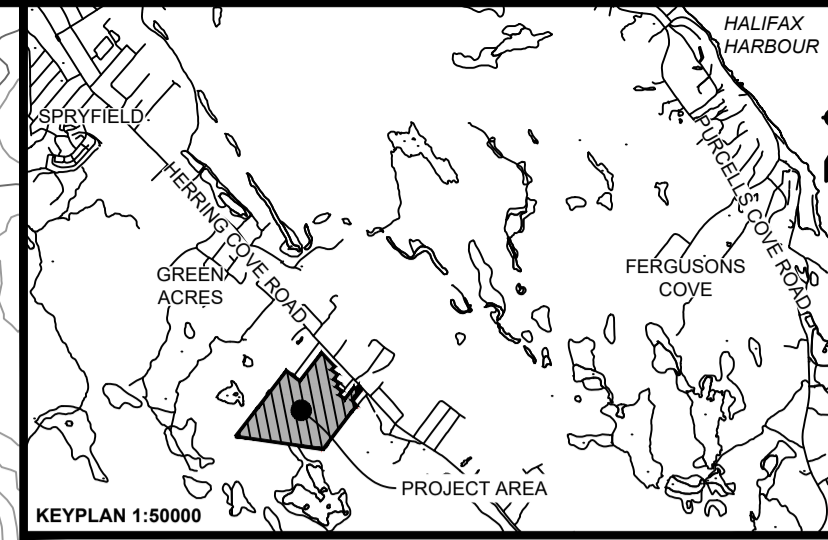 HALIFAX
HARBOUR
SPRYFIELD
PURCELLS COVE ROAD
HERRING COVE ROAD
GREEN
ACRES
FERGUSONS
COVE
PROJECT AREA
KEYPLAN 1:50000